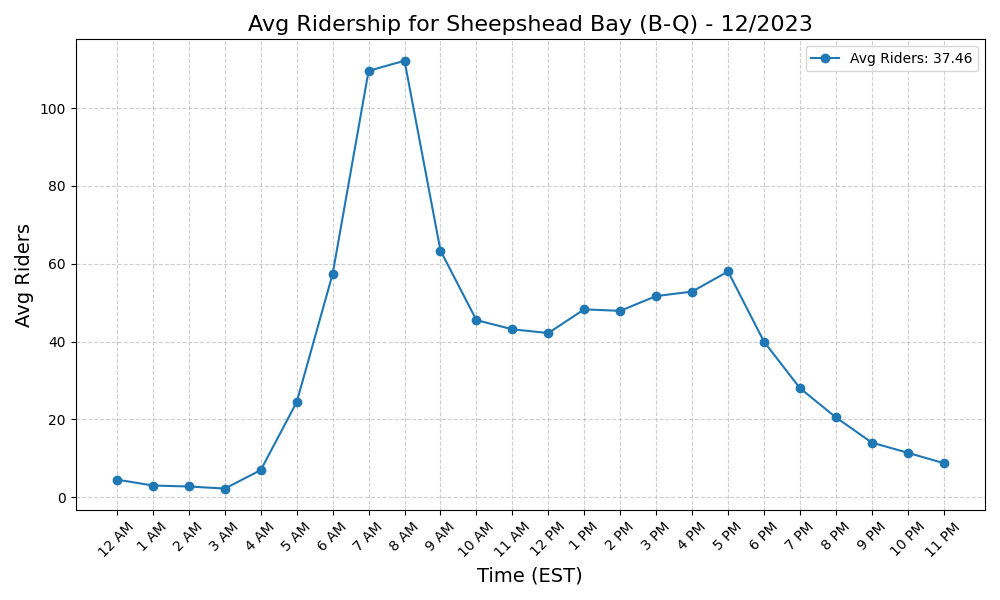 Avg Ridership for Sheepshead Bay (B-Q) - 12/2023
Avg Riders: 37.46
Avg Riders
100
80
60
40
20
0
12 AM
1 AM
2 AM
3 AM
4 AM
5 AM
6 AM
7 AM
8 AM
9 AM
10 AM
11 AM
12 PM
1 PM
2 PM
3 PM
4 PM
5 PM
6 PM
7 PM
8 PM
9 PM
10 PM
11 PM
Time (EST)